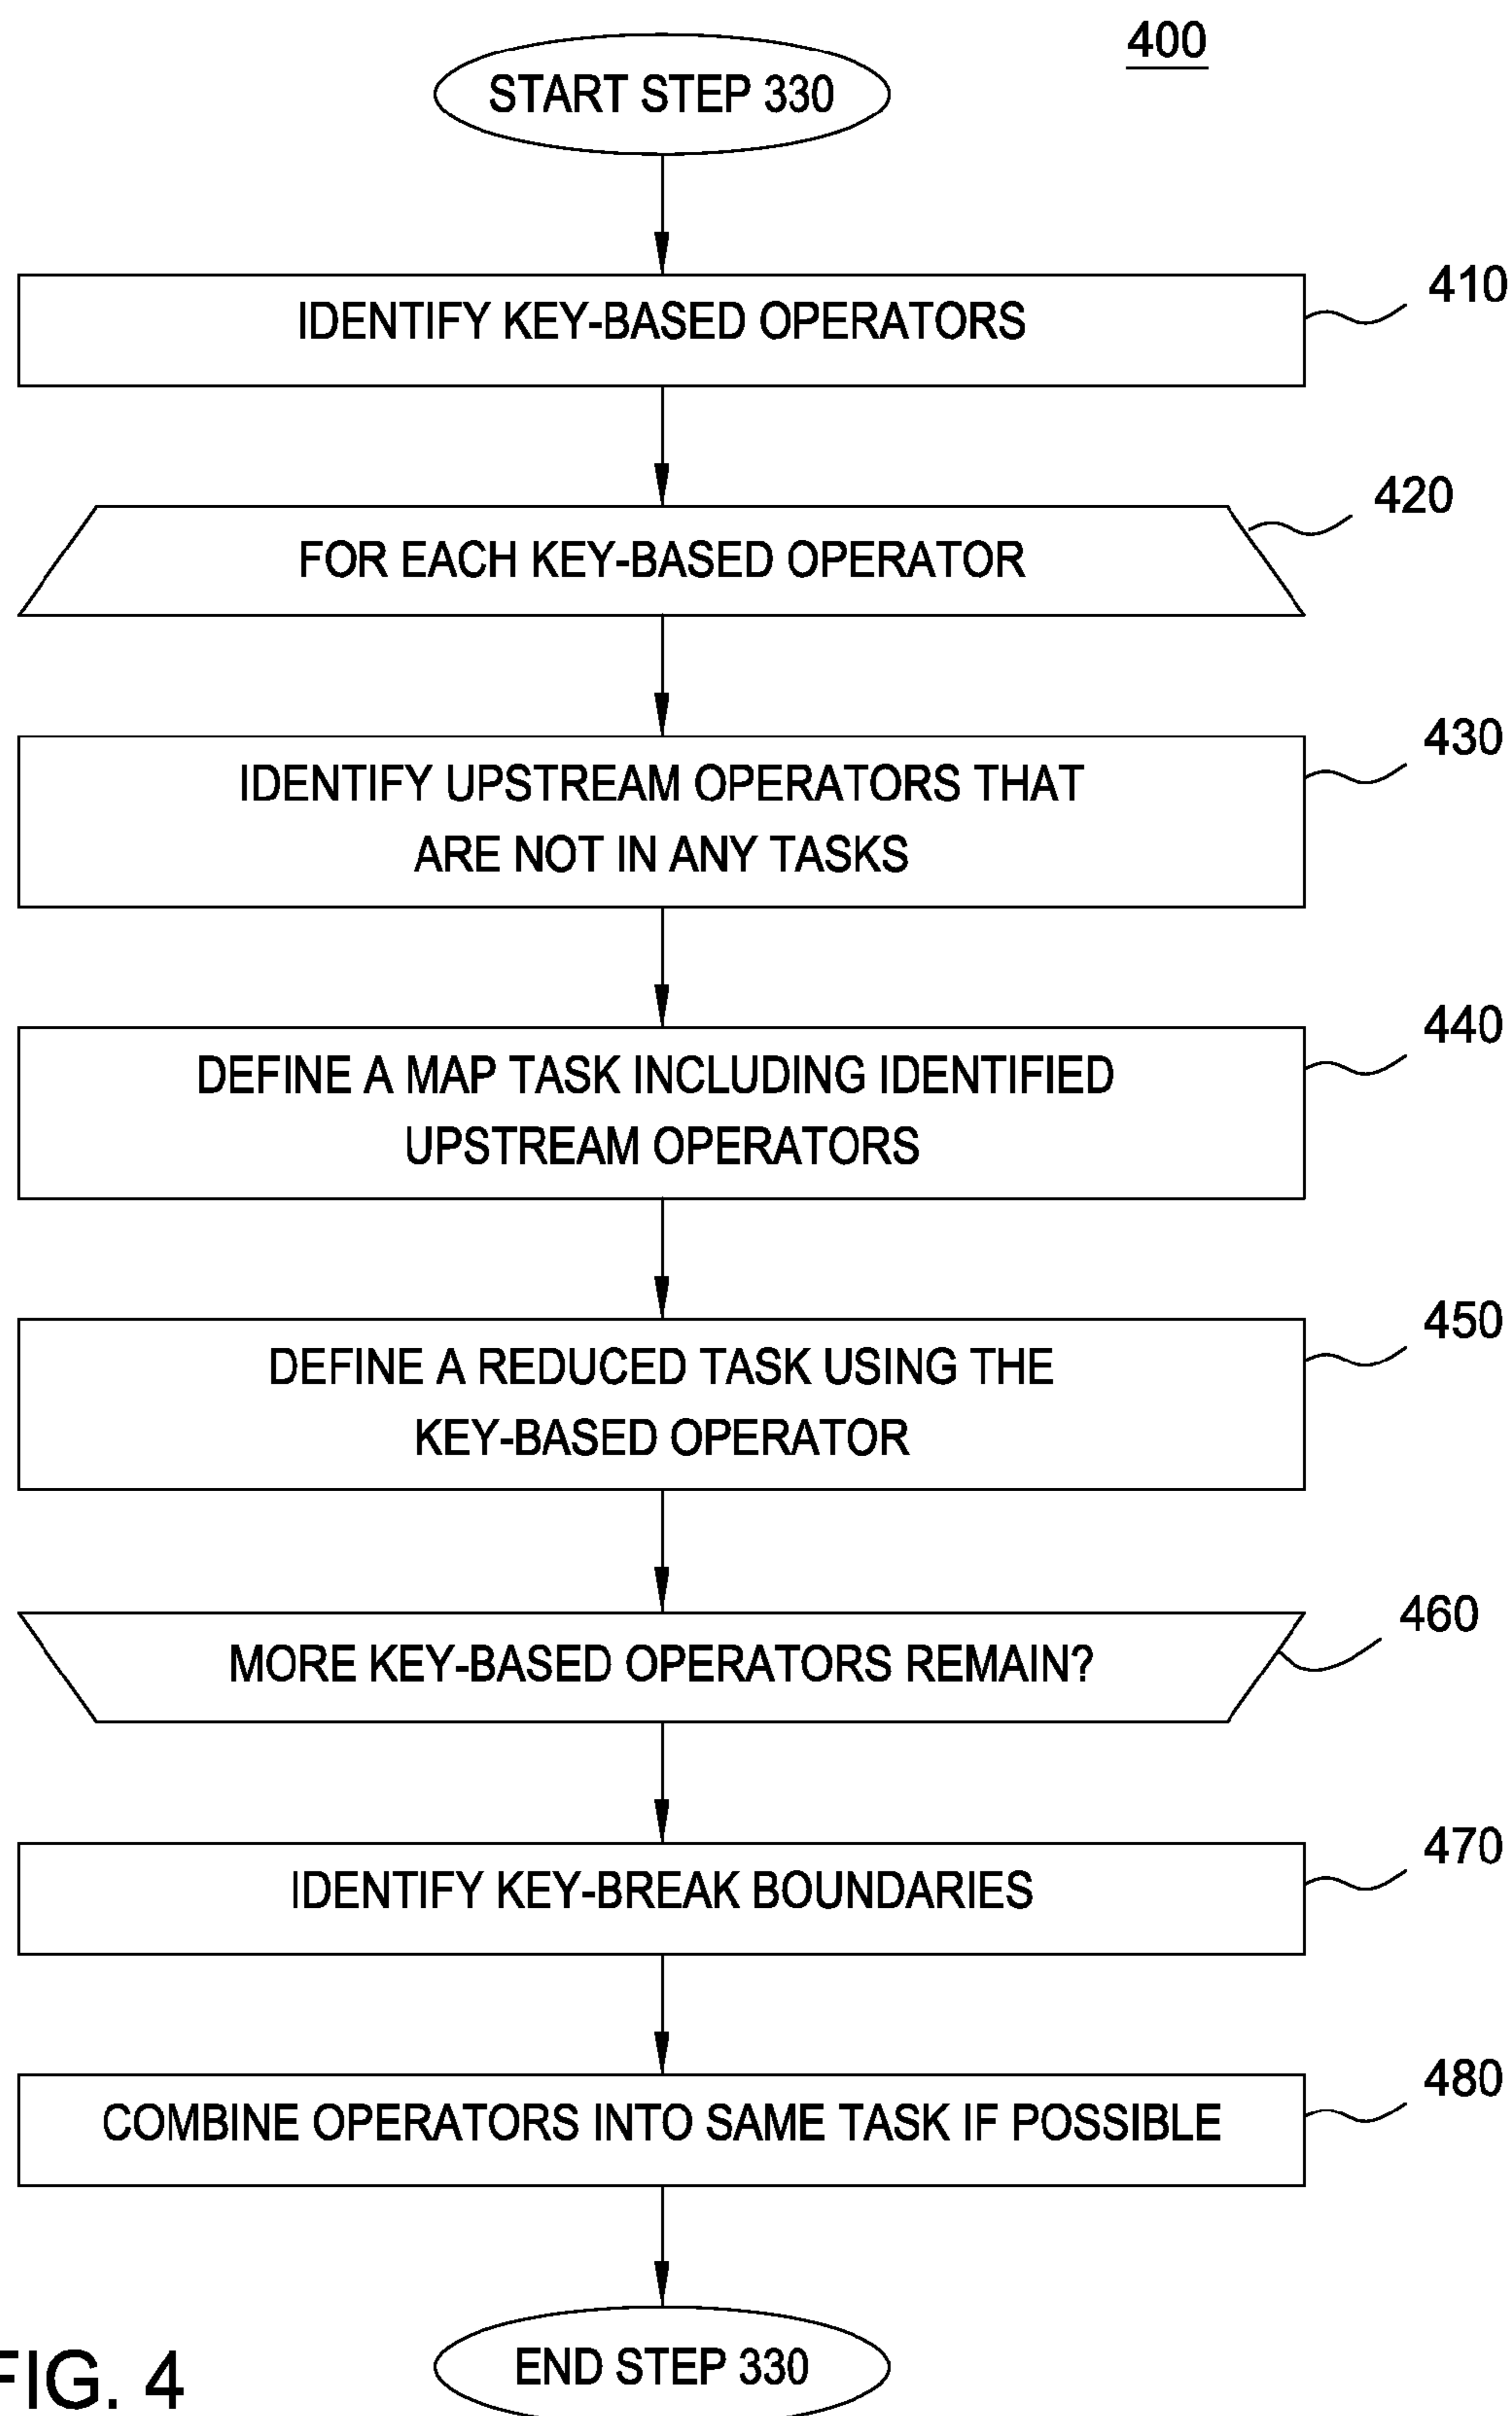 400
START STEP 330
410
IDENTIFY KEY-BASED OPERATORS
420
FOR EACH KEY-BASED OPERATOR
430
IDENTIFY UPSTREAM OPERATORS THAT
ARE NOT IN ANY TASKS
440
DEFINE A MAP TASK INCLUDING IDENTIFIED
UPSTREAM OPERATORS
450
DEFINE A REDUCED TASK USING THE
KEY-BASED OPERATOR
460
MORE KEY-BASED OPERATORS REMAIN?
470
IDENTIFY KEY-BREAK BOUNDARIES
480
COMBINE OPERATORS INTO SAME TASK IF POSSIBLE
END STEP 330
FIG. 4